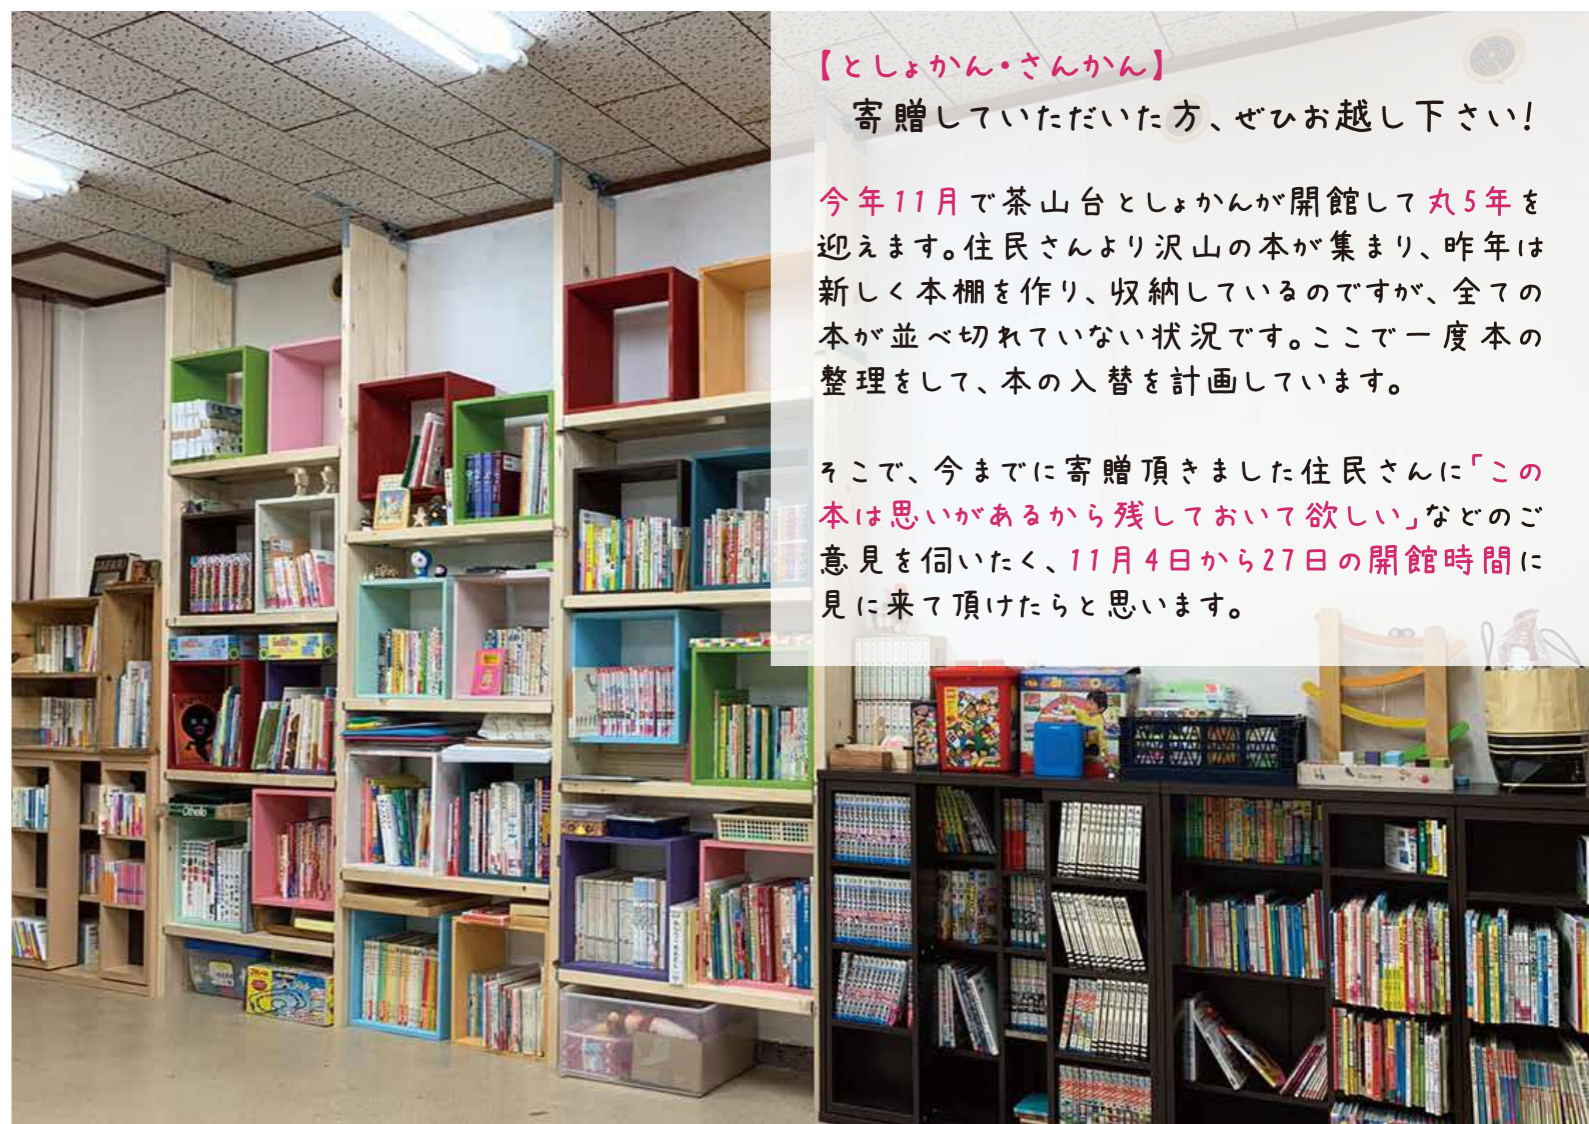 【としょかん・さんかん】
寄贈していただいた方、ぜひお越し下さい!
今年11月で茶山台としょかんが開館して丸5年を
迎えます。住民さんより沢山の本が集まり、昨年は
新しく本棚を作り、収納しているのですが、全ての
本が並べ切れていない状況です。ここで一度本の
整理をして、本の入替を計画しています。
そこで、今までに寄贈頂きました住民さんに「この
本は思いがあるから残しておいて欲しい」などのご
意見を伺いたく、11月4日から27日の開館時間に
見に来て頂けたらと思います。
SAFARI
Othello